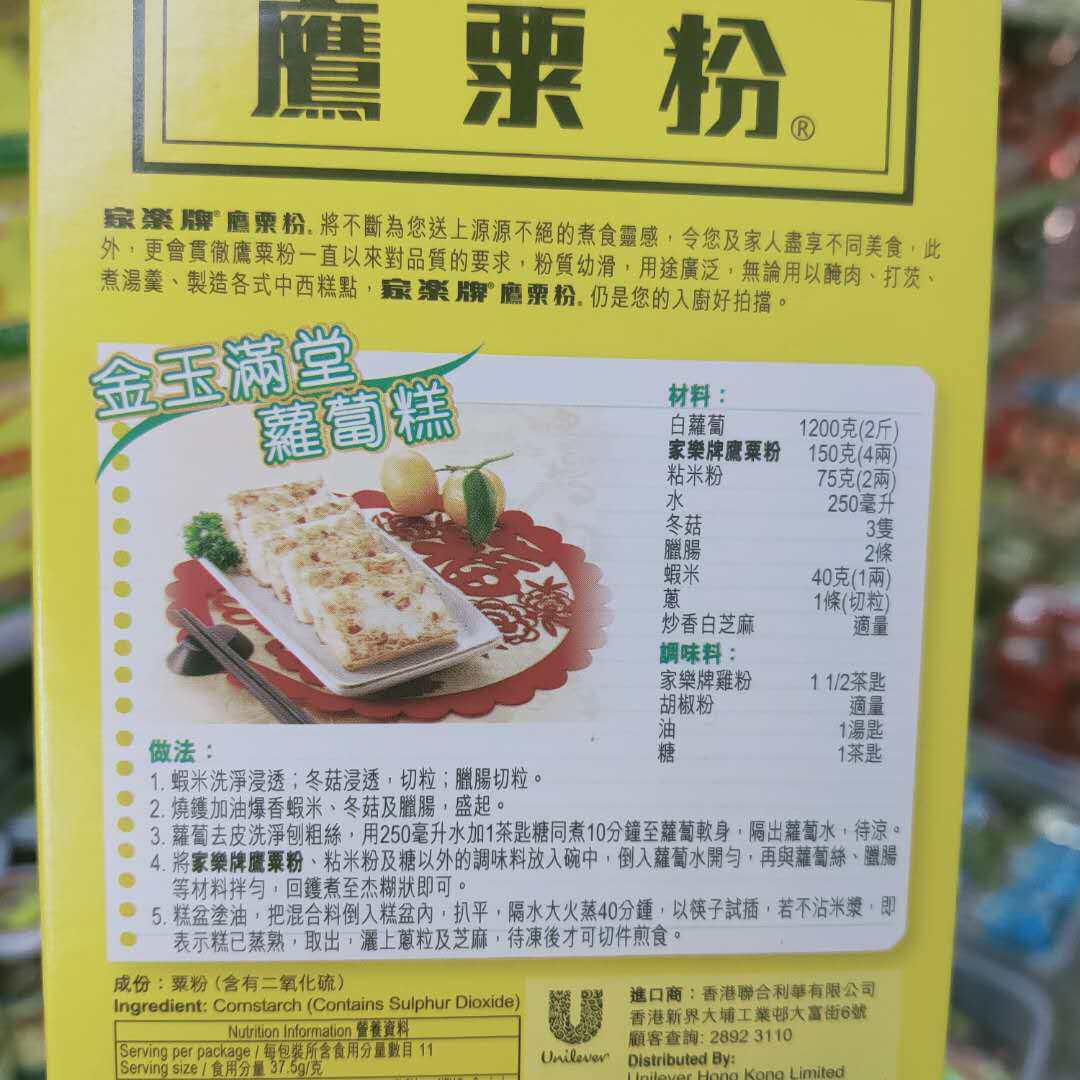 鷹粟粉®
家樂牌®鷹粟粉®將不斷為您送上源源不絕的煮食靈感，令您及家人盡享不同美食，此
外，更會貫徹鷹粟粉一直以來對品質的要求，粉質幼滑，用途廣泛，無論用以醃肉、打茨、
煮湯羹、製造各式中西糕點，家樂牌®鷹粟粉®仍是您的入廚好拍擋。
金玉滿堂
蘿蔔糕
材料：
白蘿蔔 1200克(2斤)
家樂牌鷹粟粉 150克(4兩)
粘米粉 75克(2兩)
水 250毫升
冬菇 3隻
臘腸 2條
蝦米 40克(1兩)
蔥 1條(切粒)
炒香白芝麻 適量
調味料：
家樂牌雞粉 1 1/2茶匙
胡椒粉 適量
油 1湯匙
糖 1茶匙
做法：
1. 蝦米洗淨浸透；冬菇浸透，切粒；臘腸切粒。
2. 燒鑊加油爆香蝦米、冬菇及臘腸，盛起。
3. 蘿蔔去皮洗淨刨粗絲，用250毫升水加1茶匙糖同煮10分鐘至蘿蔔軟身，隔出蘿蔔水，待涼。
4. 將家樂牌鷹粟粉、粘米粉及糖以外的調味料放入碗中，倒入蘿蔔水開勻，再與蘿蔔絲、臘腸
等材料拌勻，回鑊煮至杰糊狀即可。
5. 糕盆塗油，把混合料倒入糕盆內，扒平，隔水大火蒸40分鍾，以筷子試插，若不沾米漿，即
表示糕已蒸熟，取出，灑上蔥粒及芝麻，待凍後才可切件煎食。
成份：粟粉（含有二氧化硫）
Ingredient: Cornstarch (Contains Sulphur Dioxide)
Nutrition Information 營養資料
Serving per package / 每包裝所含食用分量數目 11
Serving size / 食用分量 37.5g/克
Unilever
進口商：香港聯合利華有限公司
香港新界大埔工業邨大富街6號
顧客查詢: 2892 3110
Distributed By:
Unilever Hong Kong Limited